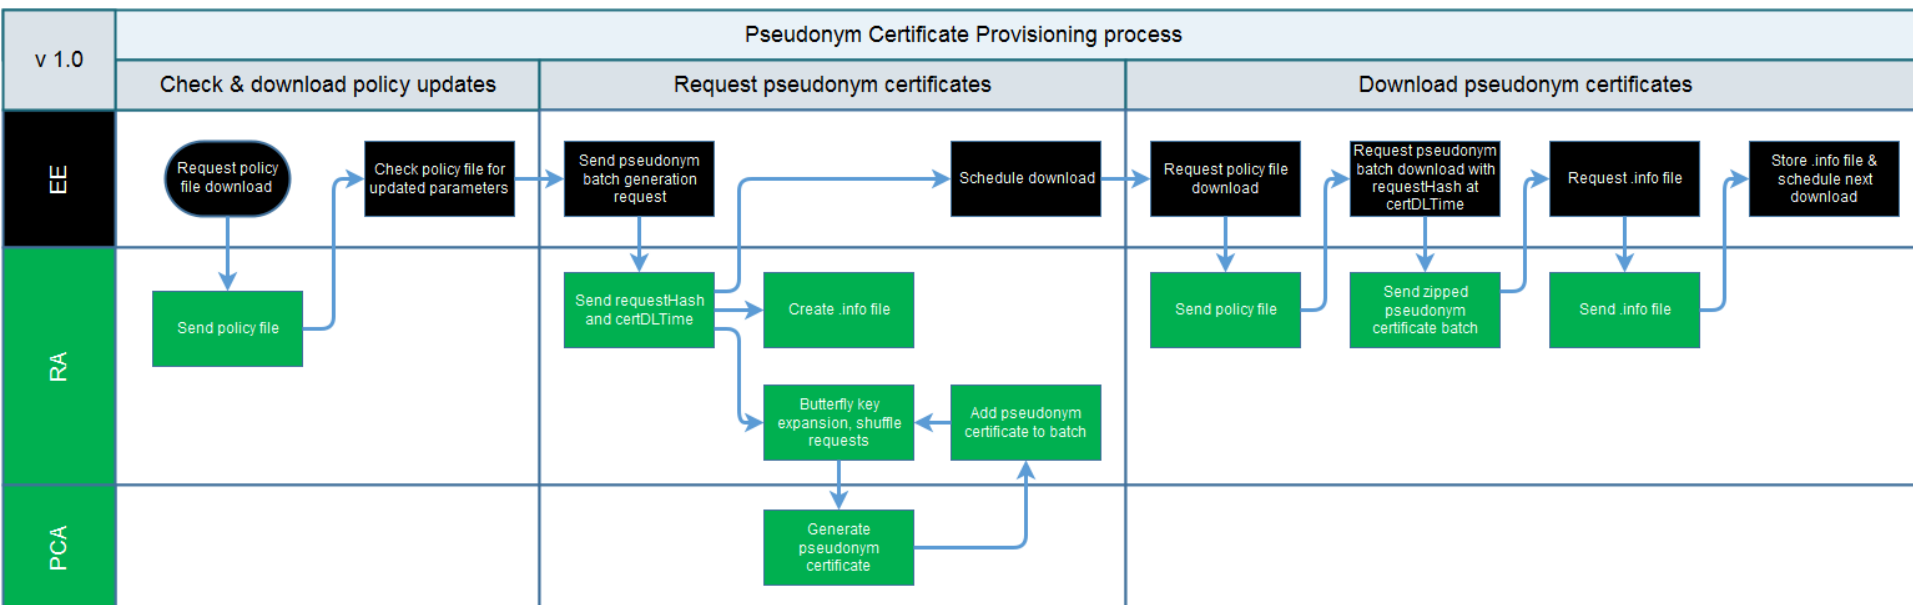 v 1.0
Pseudonym Certificate Provisioning process
Check & download policy updates
Request pseudonym certificates
Download pseudonym certificates
EE
Request policy
file download
Check policy file for
updated parameters
Send pseudonym
batch generation
request
Schedule download
Request policy file
download
Request pseudonym
batch download with
requestHash at
certDLTime
Request .info file
Store .info file &
schedule next
download
RA
Send policy file
Send requestHash
and certDLTime
Create .info file
Send policy file
Send zipped
pseudonym
certificate batch
Send .info file
Butterfly key
expansion, shuffle
requests
Add pseudonym
certificate to batch
PCA
Generate
pseudonym
certificate